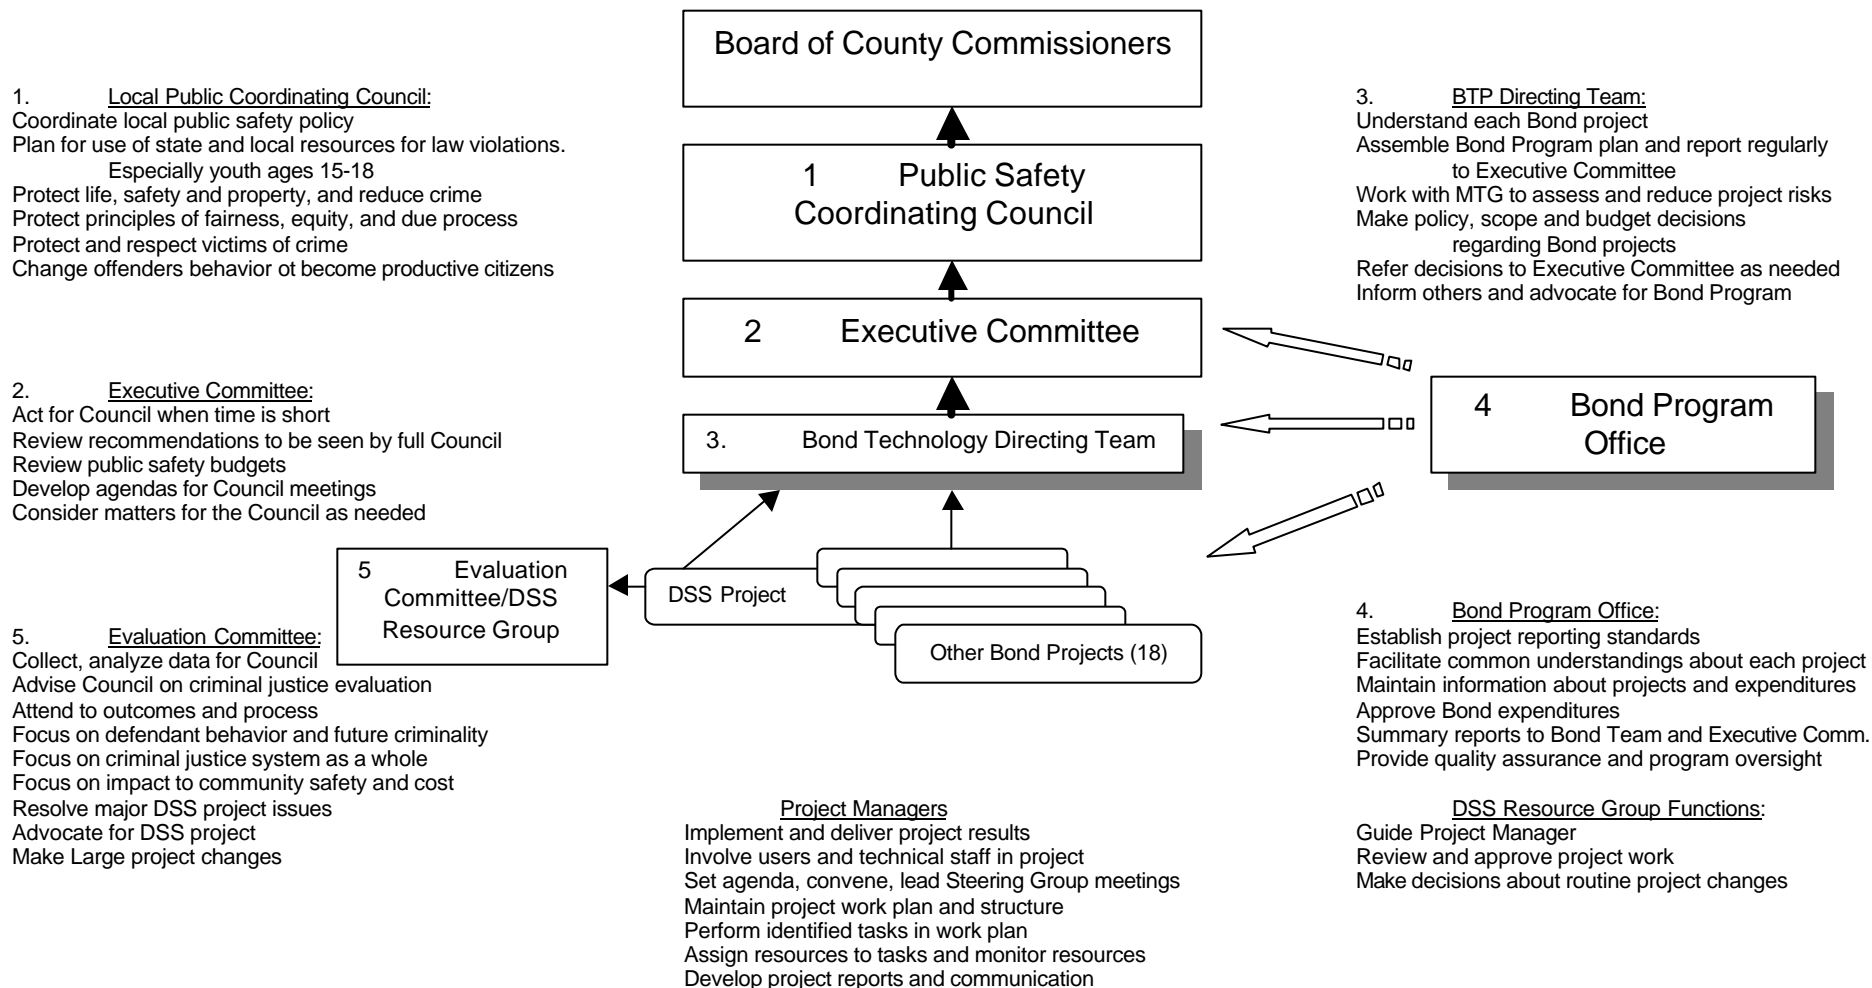 Board of County Commissioners
1. Local Public Coordinating Council:
Coordinate local public safety policy
Plan for use of state and local resources for law violations.
Especially youth ages 15-18
Protect life, safety and property, and reduce crime
Protect principles of fairness, equity, and due process
Protect and respect victims of crime
Change offenders behavior ot become productive citizens
1 Public Safety
Coordinating Council
3. BTP Directing Team:
Understand each Bond project
Assemble Bond Program plan and report regularly
to Executive Committee
Work with MTG to assess and reduce project risks
Make policy, scope and budget decisions
regarding Bond projects
Refer decisions to Executive Committee as needed
Inform others and advocate for Bond Program
2 Executive Committee
2. Executive Committee:
Act for Council when time is short
Review recommendations to be seen by full Council
Review public safety budgets
Develop agendas for Council meetings
Consider matters for the Council as needed
3. Bond Technology Directing Team
4 Bond Program
Office
5 Evaluation
Committee/DSS
Resource Group
DSS Project
Other Bond Projects (18)
5. Evaluation Committee:
Collect, analyze data for Council
Advise Council on criminal justice evaluation
Attend to outcomes and process
Focus on defendant behavior and future criminality
Focus on criminal justice system as a whole
Focus on impact to community safety and cost
Resolve major DSS project issues
Advocate for DSS project
Make Large project changes
4. Bond Program Office:
Establish project reporting standards
Facilitate common understandings about each project
Maintain information about projects and expenditures
Approve Bond expenditures
Summary reports to Bond Team and Executive Comm.
Provide quality assurance and program oversight
Project Managers
Implement and deliver project results
Involve users and technical staff in project
Set agenda, convene, lead Steering Group meetings
Maintain project work plan and structure
Perform identified tasks in work plan
Assign resources to tasks and monitor resources
Develop project reports and communication
DSS Resource Group Functions:
Guide Project Manager
Review and approve project work
Make decisions about routine project changes